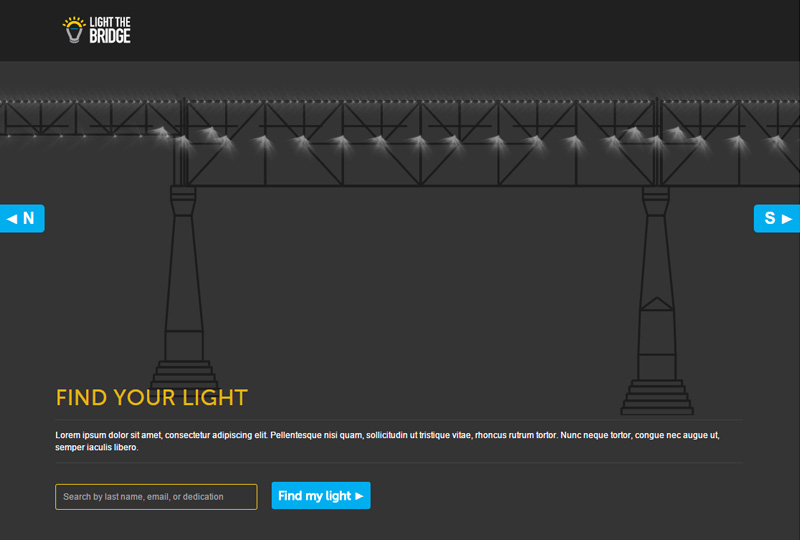 LIGHT THE
BRIDGE
◄ N
S ►
FIND YOUR LIGHT
Lorem ipsum dolor sit amet, consectetur adipiscing elit. Pellentesque nisi quam, sollicitudin ut tristique vitae, rhoncus rutrum tortor. Nunc neque tortor, congue nec augue ut,
semper iaculis libero.
Search by last name, email, or dedication
Find my light ►